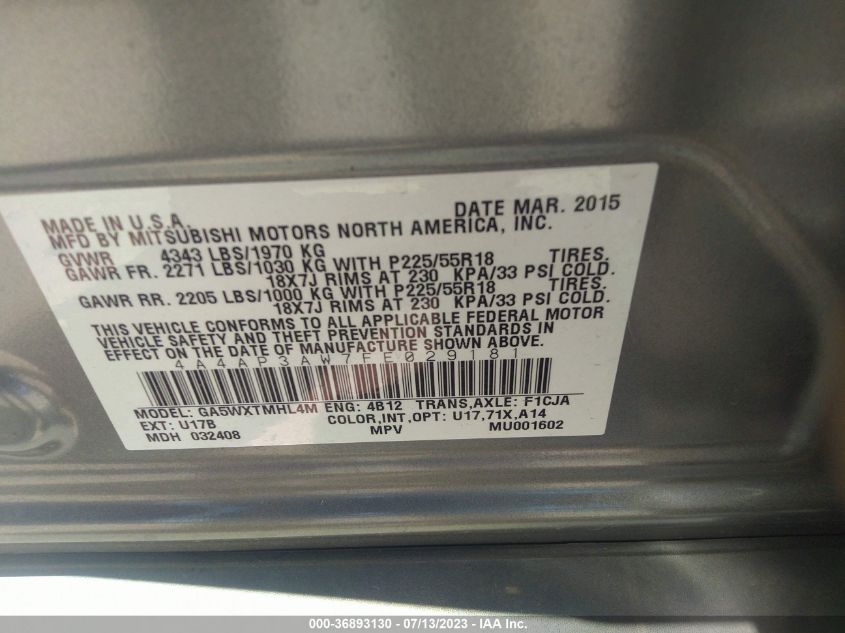 MADE IN U.S.A. DATE MAR. 2015
MFD BY MITSUBISHI MOTORS NORTH AMERICA, INC.
GVWR 4343 LBS/1970 KG
GAWR FR. 2271 LBS/1030 KG WITH P225/55R18 TIRES.
18X7J RIMS AT 230 KPA/33 PSI COLD.
GAWR RR. 2205 LBS/1000 KG WITH P225/55R18 TIRES.
18X7J RIMS AT 230 KPA/33 PSI COLD.
THIS VEHICLE CONFORMS TO ALL APPLICABLE FEDERAL MOTOR
VEHICLE SAFETY AND THEFT PREVENTION STANDARDS IN
EFFECT ON THE DATE OF MANUFACTURE SHOWN ABOVE.
4A4AP3AW7FE029181
MODEL: GA5WXTMHL4M ENG: 4B12 TRANS,AXLE: F1CJA
EXT: U17B COLOR,INT,OPT: U17,71X,A14
MDH 032408 MPV MU001602
000-36893130 - 07/13/2023 - IAA Inc.